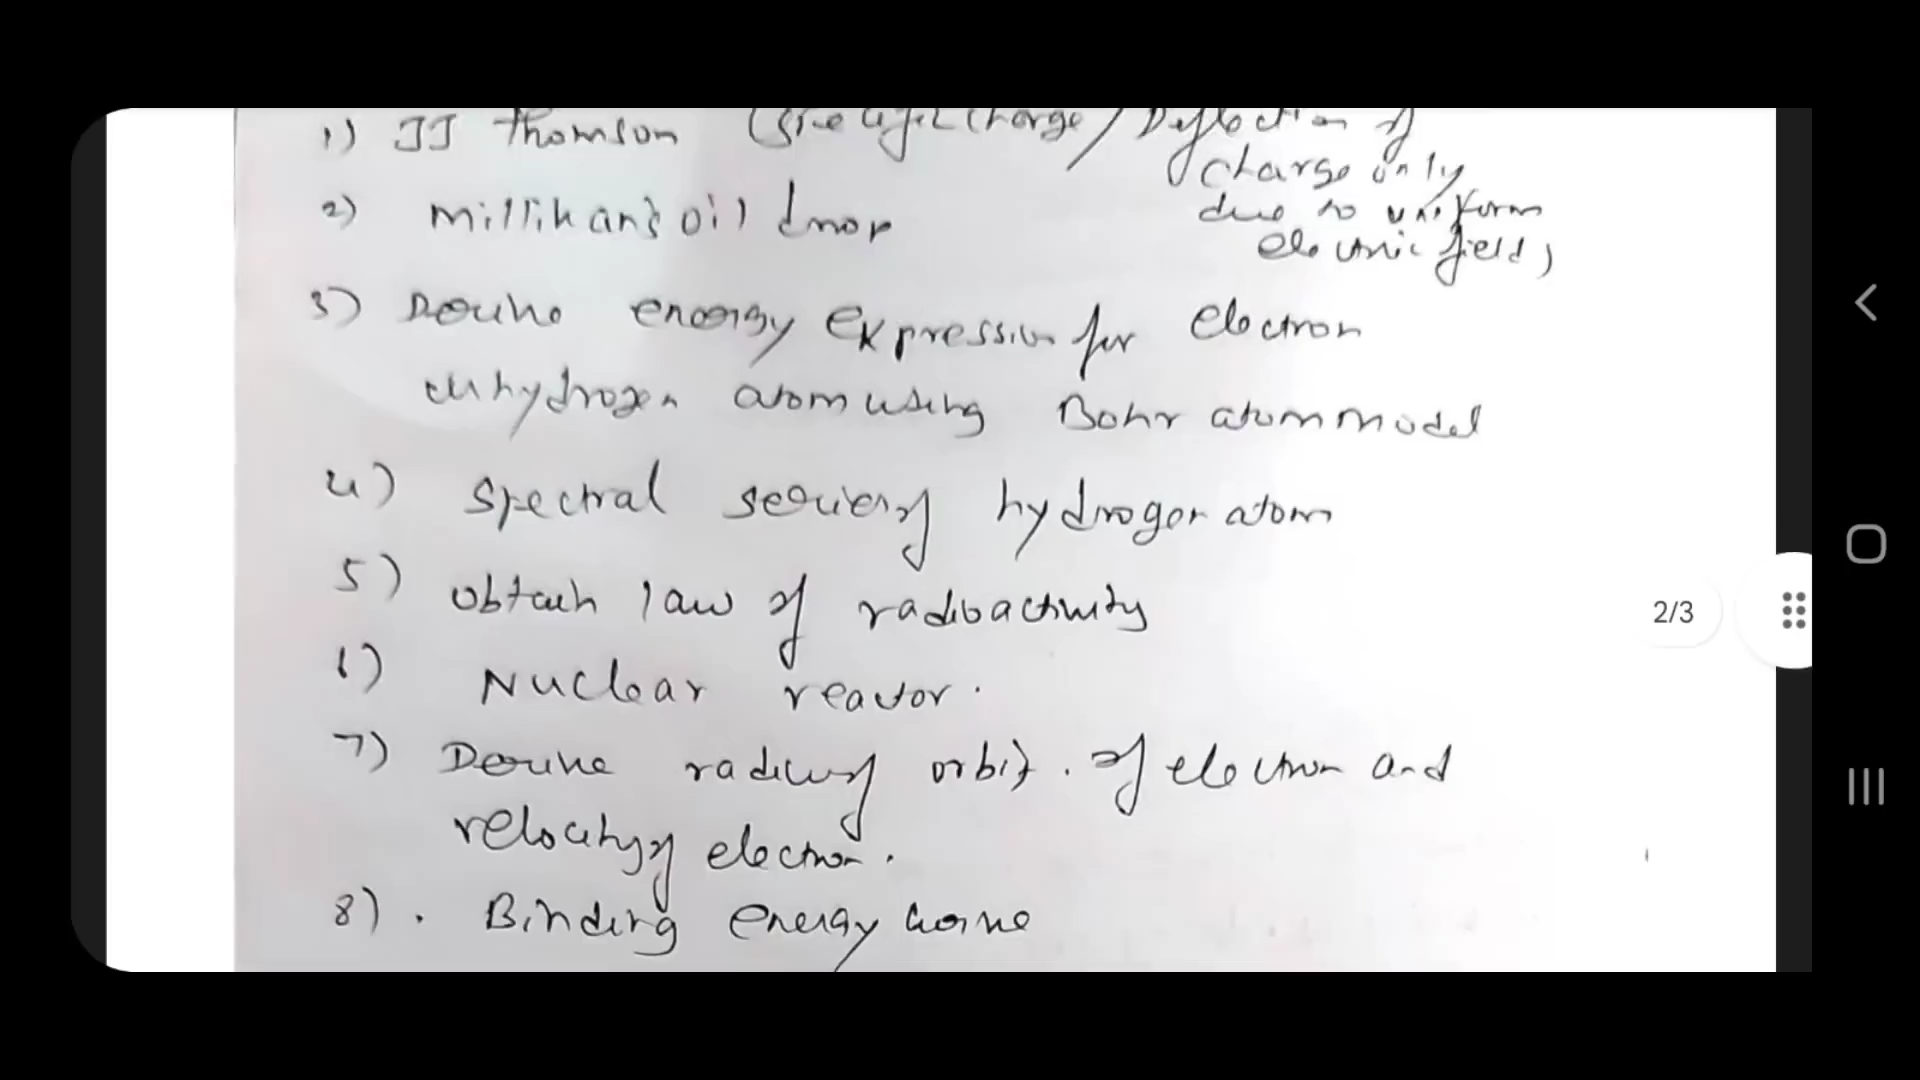 1) JJ Thomson (Specific charge / Deflection of
charge only
2) millikan's oil drop
due to uniform
electric field)
3) Derive energy expression for electron
in hydrogen atom using Bohr atom model
4) Spectral series of hydrogen atom
5) obtain law of radioactivity
6) Nuclear reactor.
2/3
7) Derive radius of orbit. of electron and
velocity of electron.
8). Binding energy curve